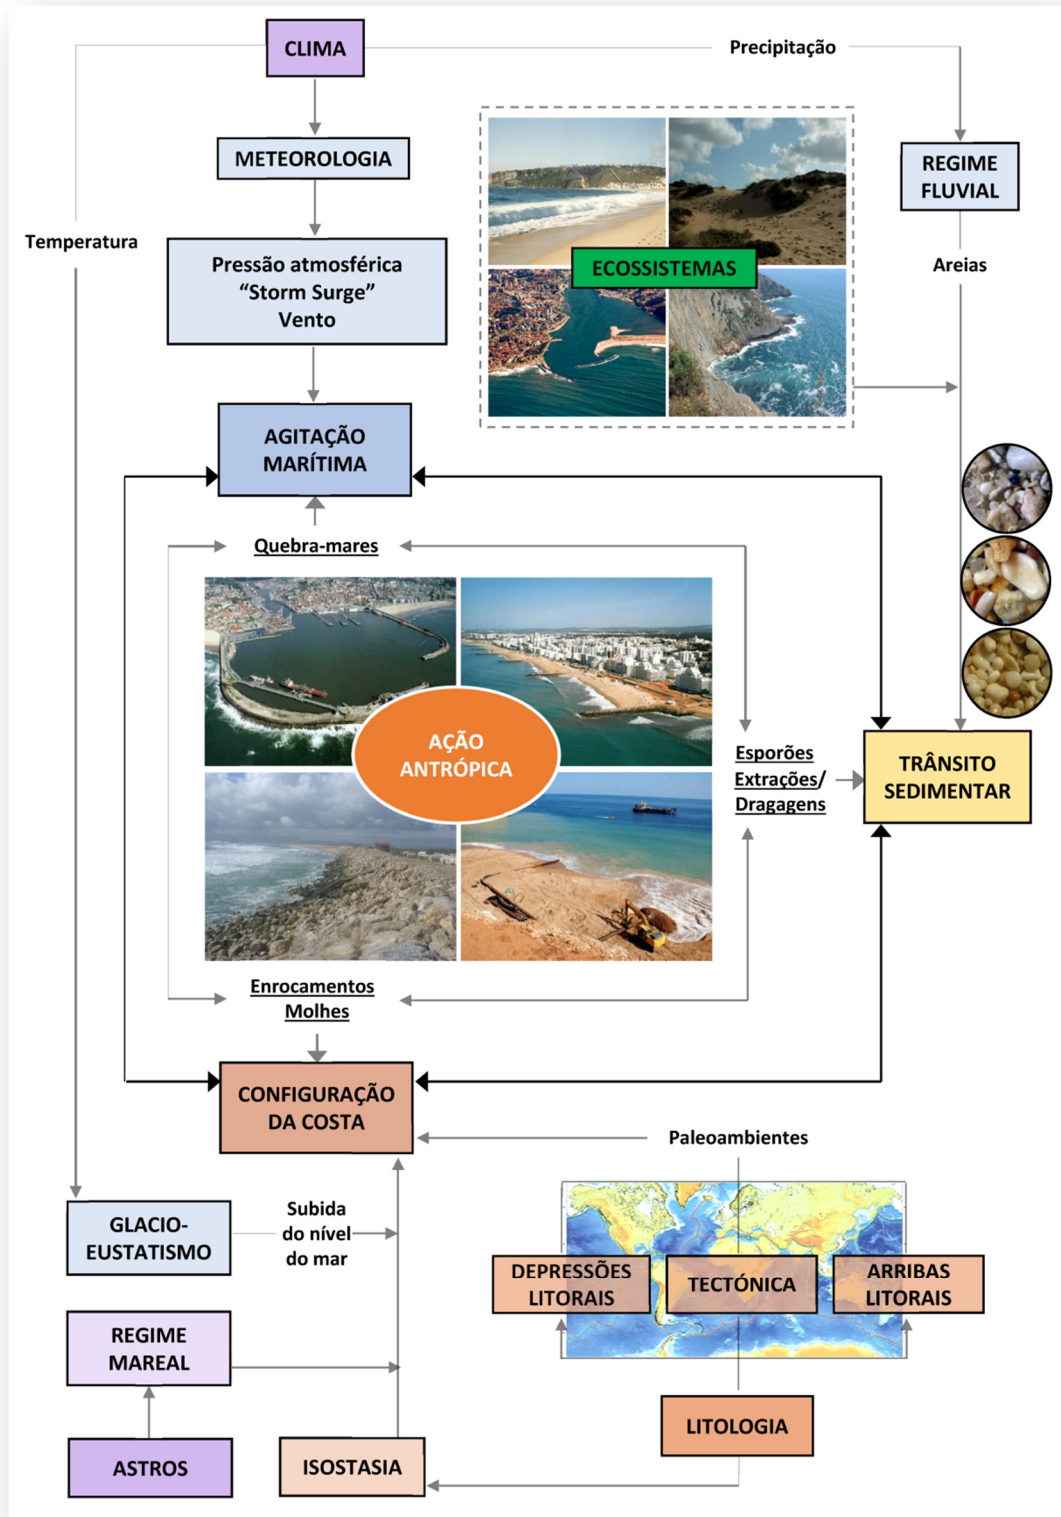 CLIMA
Precipitação
METEOROLOGIA
REGIME
FLUVIAL
Temperatura
Pressão atmosférica
“Storm Surge”
Vento
ECOSSISTEMAS
Areias
AGITAÇÃO
MARÍTIMA
Quebra-mares
AÇÃO
ANTRÓPICA
Esporões
Extrações/
Dragagens
TRÂNSITO
SEDIMENTAR
Enrocamentos
Molhes
CONFIGURAÇÃO
DA COSTA
Paleoambientes
GLACIO-
EUSTATISMO
Subida
do nível
do mar
DEPRESSÕES
LITORAIS
TECTÓNICA
ARRIBAS
LITORAIS
REGIME
MAREAL
LITOLOGIA
ASTROS
ISOSTASIA